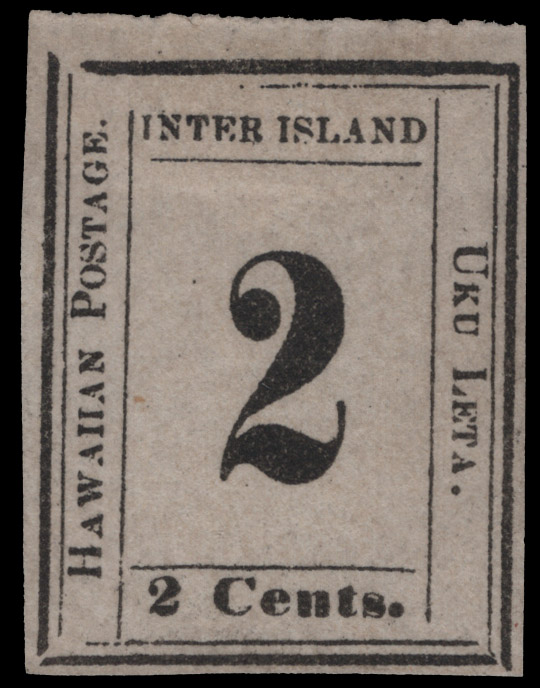 INTER ISLAND
HAWAIIAN POSTAGE.
2
UKU LETA.
2 Cents.